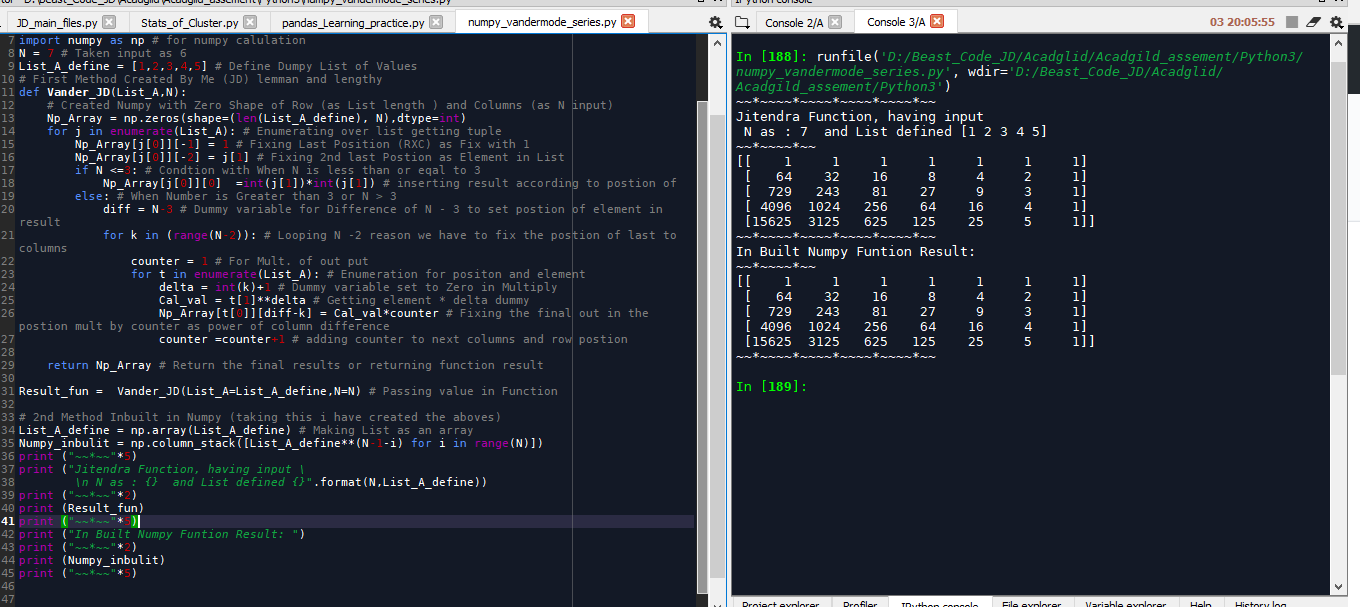 JD_main_files.py Stats_of_Cluster.py pandas_Learning_practice.py numpy_vandermode_series.py
7 import numpy as np # for numpy calulation
8 N = 7 # Taken input as 6
9 List_A_define = [1,2,3,4,5] # Define Dumpy List of Values
10 # First Method Created By Me (JD) lemman and lengthy
11 def Vander_JD(List_A,N):
12 # Created Numpy with Zero Shape of Row (as List length ) and Columns (as N input)
13 Np_Array = np.zeros(shape=(len(List_A_define), N),dtype=int)
14 for j in enumerate(List_A): # Enumerating over list getting tuple
15 Np_Array[j[0]][-1] = 1 # Fixing Last Position (RXC) as Fix with 1
16 Np_Array[j[0]][-2] = j[1] # Fixing 2nd last Postion as Element in List
17 if N <=3: # Condtion with When N is less than or eqal to 3
18 Np_Array[j[0]][0] =int(j[1])*int(j[1]) # inserting result according to postion of
19 else: # When Number is Greater than 3 or N > 3
20 diff = N-3 # Dummy variable for Difference of N - 3 to set postion of element in
result
21 for k in (range(N-2)): # Looping N -2 reason we have to fix the postion of last to
columns
22 counter = 1 # For Mult. of out put
23 for t in enumerate(List_A): # Enumeration for positon and element
24 delta = int(k)+1 # Dummy variable set to Zero in Multiply
25 Cal_val = t[1]**delta # Getting element * delta dummy
26 Np_Array[t[0]][diff-k] = Cal_val*counter # Fixing the final out in the
postion mult by counter as power of column difference
27 counter =counter+1 # adding counter to next columns and row postion
28
29 return Np_Array # Return the final results or returning function result
30
31 Result_fun = Vander_JD(List_A=List_A_define,N=N) # Passing value in Function
32
33 # 2nd Method Inbuilt in Numpy (taking this i have created the aboves)
34 List_A_define = np.array(List_A_define) # Making List as an array
35 Numpy_inbulit = np.column_stack([List_A_define**(N-1-i) for i in range(N)])
36 print ("~~*~~"*5)
37 print ("Jitendra Function, having input \
38 \n N as : {} and List defined {}".format(N,List_A_define))
39 print ("~~*~~"*2)
40 print (Result_fun)
41 print ("~~*~~"*5)
42 print ("In Built Numpy Funtion Result: ")
43 print ("~~*~~"*2)
44 print (Numpy_inbulit)
45 print ("~~*~~"*5)
46
47
Console 2/A Console 3/A
03 20:05:55
In [188]: runfile('D:/Beast_Code_JD/Acadglid/Acadgild_assement/Python3/
numpy_vandermode_series.py', wdir='D:/Beast_Code_JD/Acadglid/
Acadgild_assement/Python3')
~~*~~~~*~~~~*~~~~*~~~~*~~
Jitendra Function, having input
N as : 7 and List defined [1 2 3 4 5]
~~*~~~~*~~
[[ 1 1 1 1 1 1 1]
[ 64 32 16 8 4 2 1]
[ 729 243 81 27 9 3 1]
[ 4096 1024 256 64 16 4 1]
[15625 3125 625 125 25 5 1]]
~~*~~~~*~~~~*~~~~*~~~~*~~
In Built Numpy Funtion Result:
~~*~~~~*~~
[[ 1 1 1 1 1 1 1]
[ 64 32 16 8 4 2 1]
[ 729 243 81 27 9 3 1]
[ 4096 1024 256 64 16 4 1]
[15625 3125 625 125 25 5 1]]
~~*~~~~*~~~~*~~~~*~~~~*~~
In [189]:
Project explorer Profiler IPython console File explorer Variable explorer Help History log